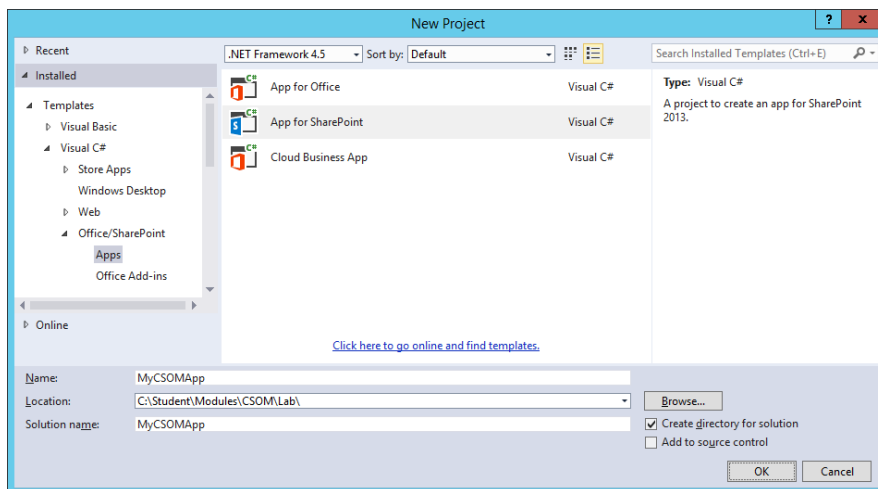 New Project
? x
Recent
.NET Framework 4.5 Sort by: Default Search Installed Templates (Ctrl+E)
Installed
Templates
Visual Basic
Visual C#
Store Apps
Windows Desktop
Web
Office/SharePoint
Apps
Office Add-ins
Online
C# App for Office Visual C#
C# S App for SharePoint Visual C#
C# Cloud Business App Visual C#
Click here to go online and find templates.
Type: Visual C#
A project to create an app for SharePoint
2013.
Name: MyCSOMApp
Location: C:\Student\Modules\CSOM\Lab\ Browse...
Solution name: MyCSOMApp
Create directory for solution
Add to source control
OK Cancel